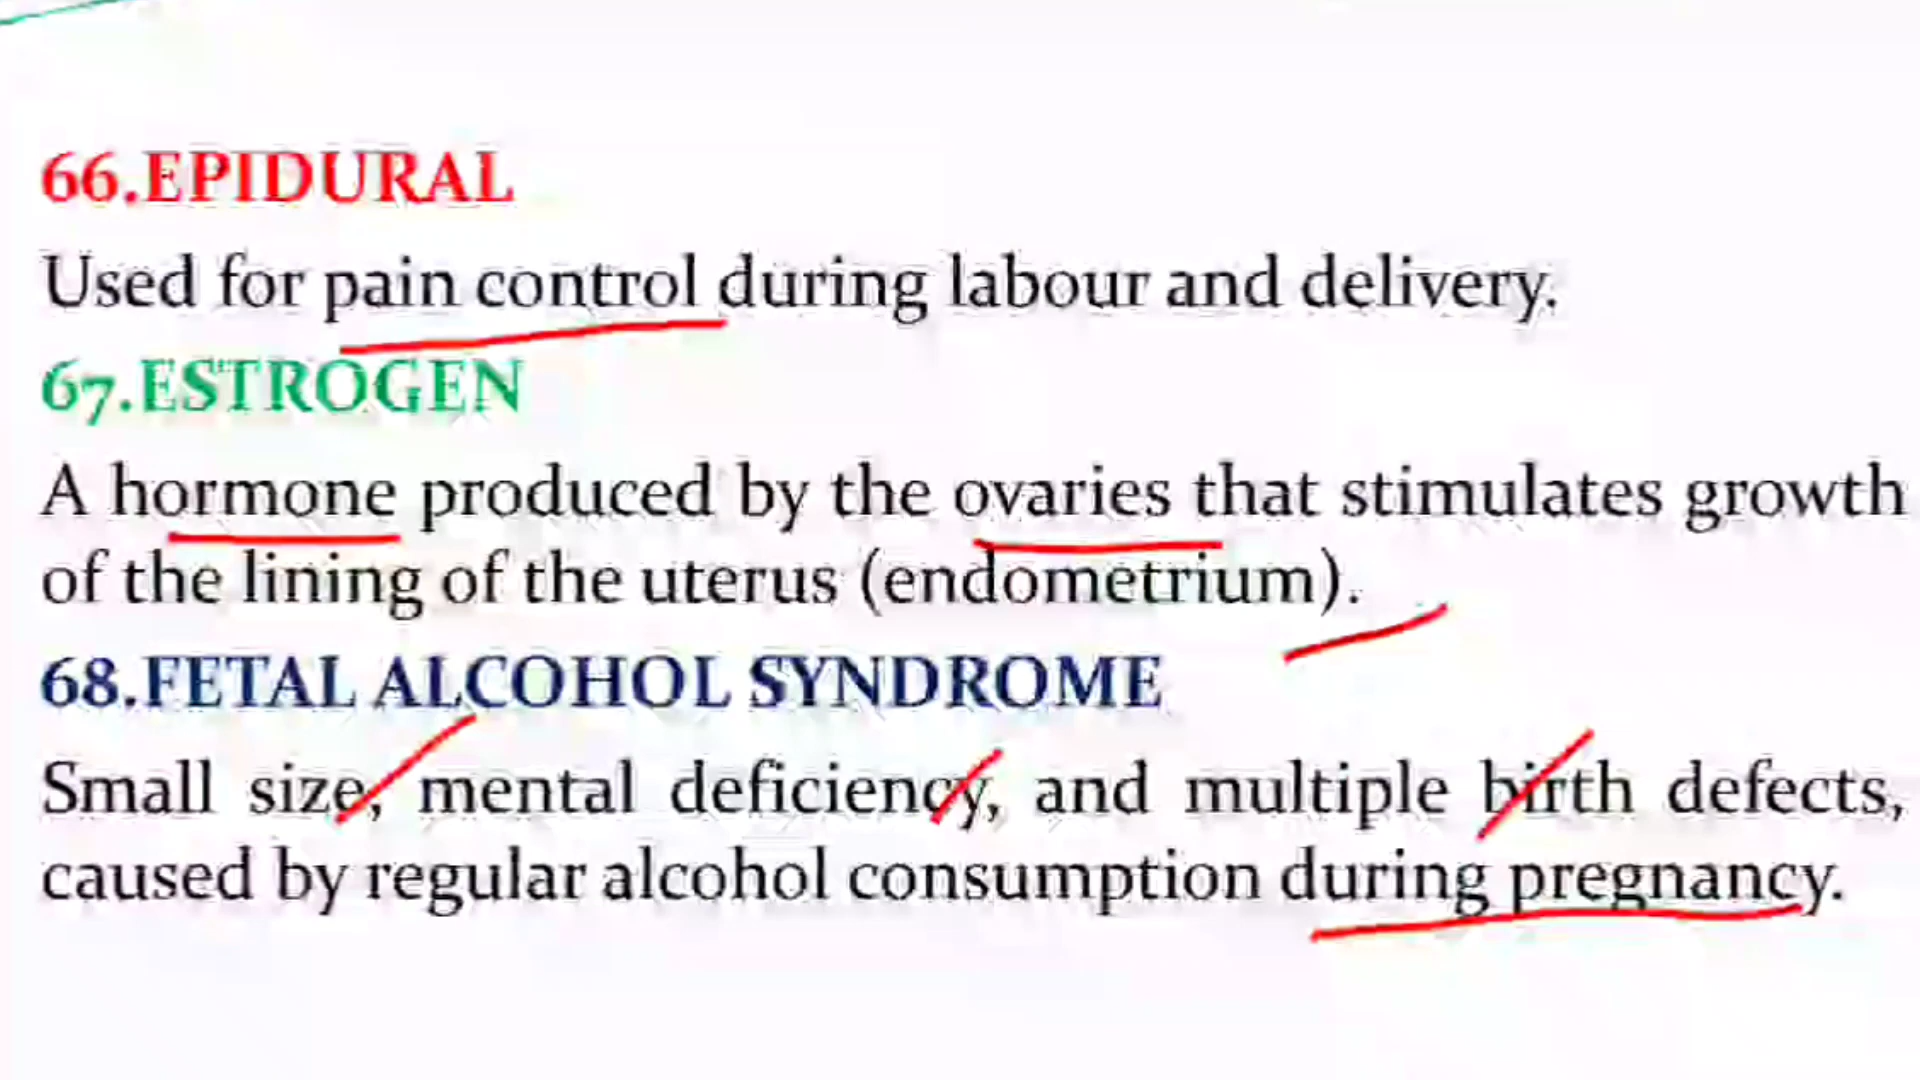 66.EPIDURAL
Used for pain control during labour and delivery.
67.ESTROGEN
A hormone produced by the ovaries that stimulates growth
of the lining of the uterus (endometrium).
68.FETAL ALCOHOL SYNDROME
Small size, mental deficiency, and multiple birth defects,
caused by regular alcohol consumption during pregnancy.